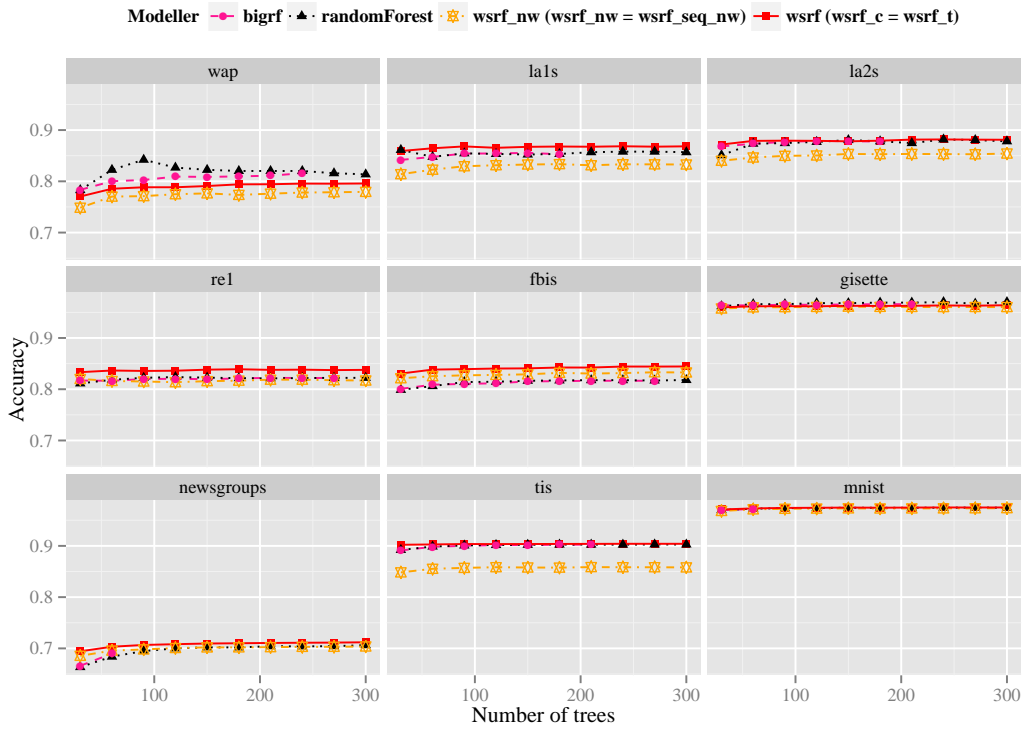 Modeller bigrf randomForest wsrf_nw (wsrf_nw = wsrf_seq_nw) wsrf (wsrf_c = wsrf_t)
wap la1s la2s
0.9
0.8
0.7
re1 fbis gisette
0.9
0.8
0.7
Accuracy
newsgroups tis mnist
0.9
0.8
0.7
100 200 300 100 200 300 100 200 300
Number of trees